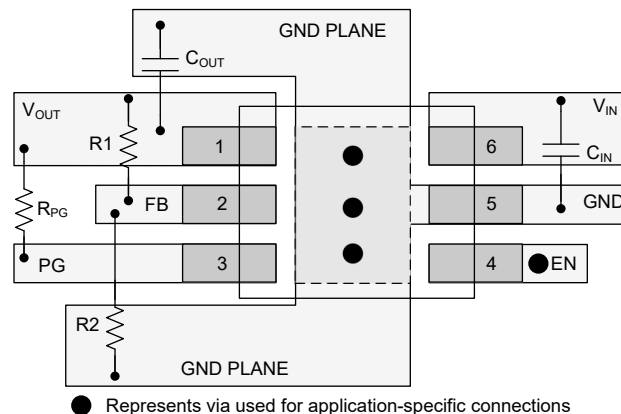 GND PLANE
COUT
VOUT
VIN
R1
1
6
CIN
RPG
FB
2
5
GND
PG
3
4
EN
R2
GND PLANE
Represents via used for application-specific connections